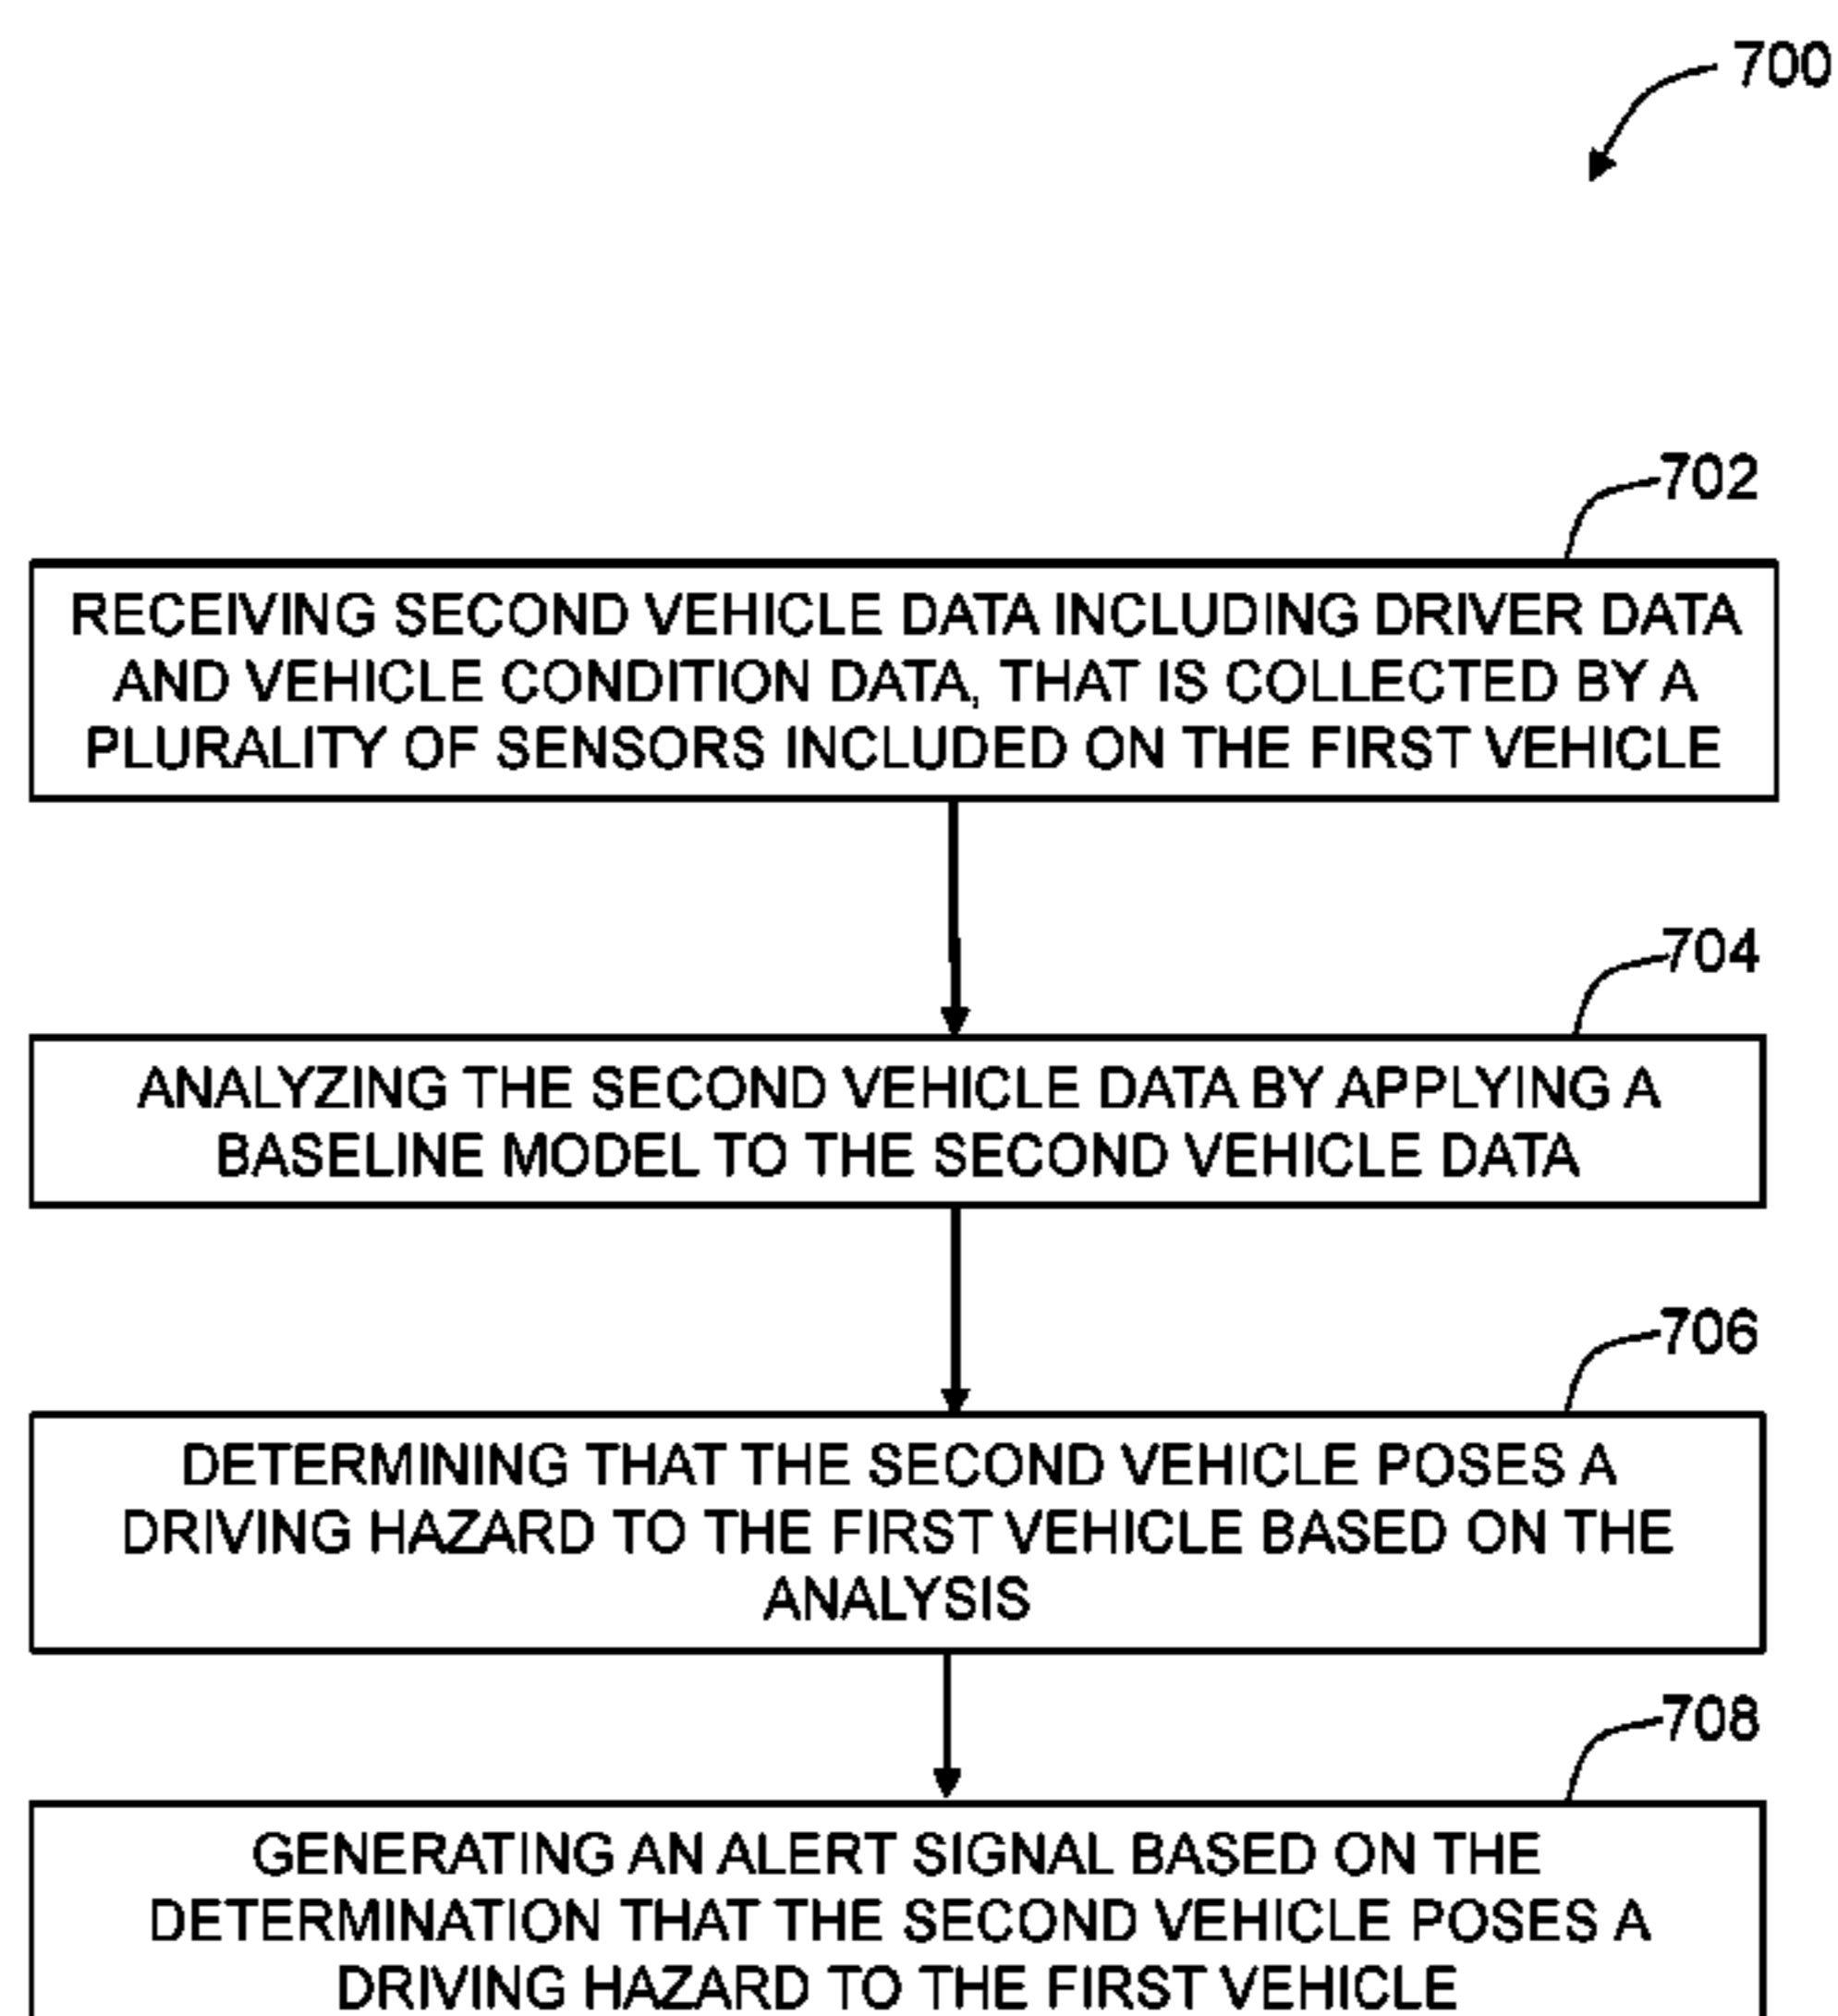 700
702
RECEIVING SECOND VEHICLE DATA INCLUDING DRIVER DATA
AND VEHICLE CONDITION DATA, THAT IS COLLECTED BY A
PLURALITY OF SENSORS INCLUDED ON THE FIRST VEHICLE
704
ANALYZING THE SECOND VEHICLE DATA BY APPLYING A
BASELINE MODEL TO THE SECOND VEHICLE DATA
706
DETERMINING THAT THE SECOND VEHICLE POSES A
DRIVING HAZARD TO THE FIRST VEHICLE BASED ON THE
ANALYSIS
708
GENERATING AN ALERT SIGNAL BASED ON THE
DETERMINATION THAT THE SECOND VEHICLE POSES A
DRIVING HAZARD TO THE FIRST VEHICLE